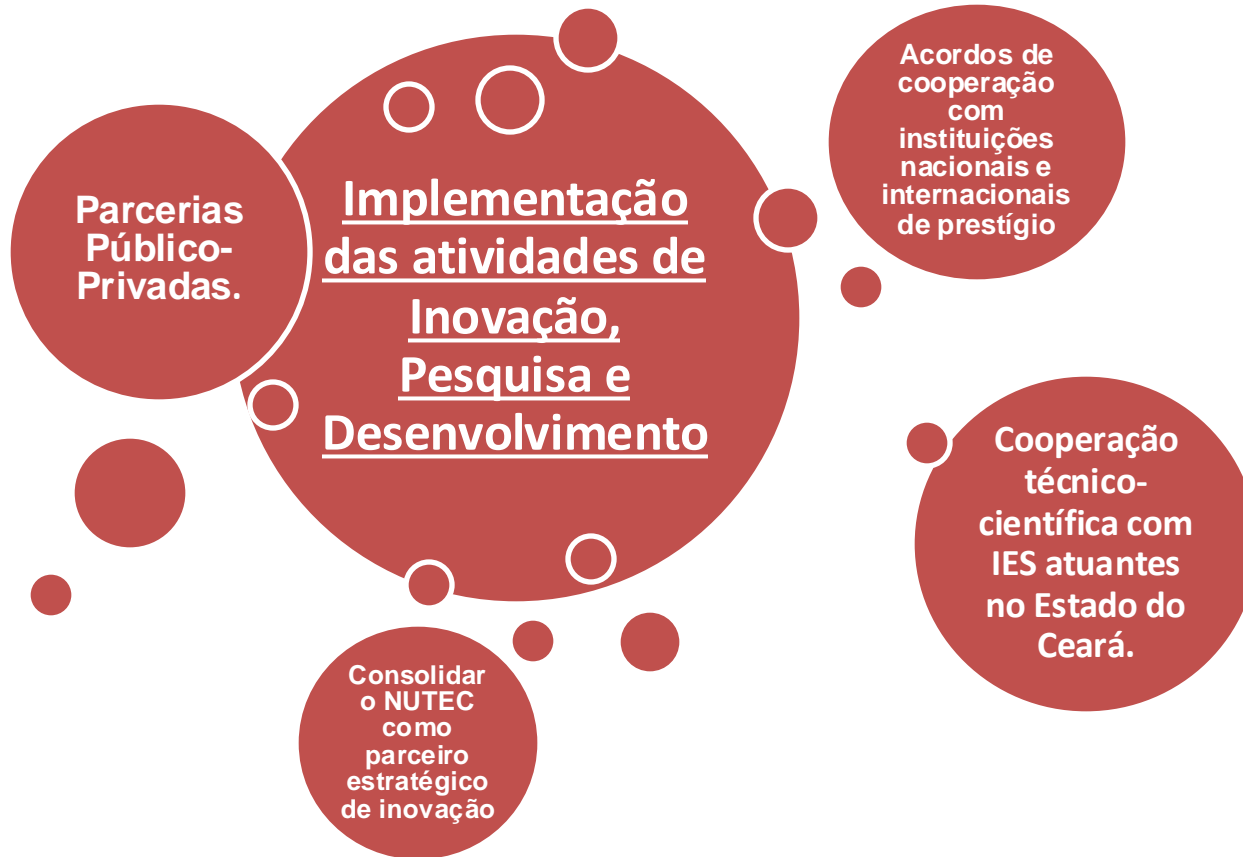 Parcerias
Público-
Privadas.
Implementação
das atividades de
Inovação,
Pesquisa e
Desenvolvimento
Acordos de
cooperação
com
instituições
nacionais e
internacionais
de prestígio
Cooperação
técnico-
científica com
IES atuantes
no Estado do
Ceará.
Consolidar
o NUTEC
como
parceiro
estratégico
de inovação